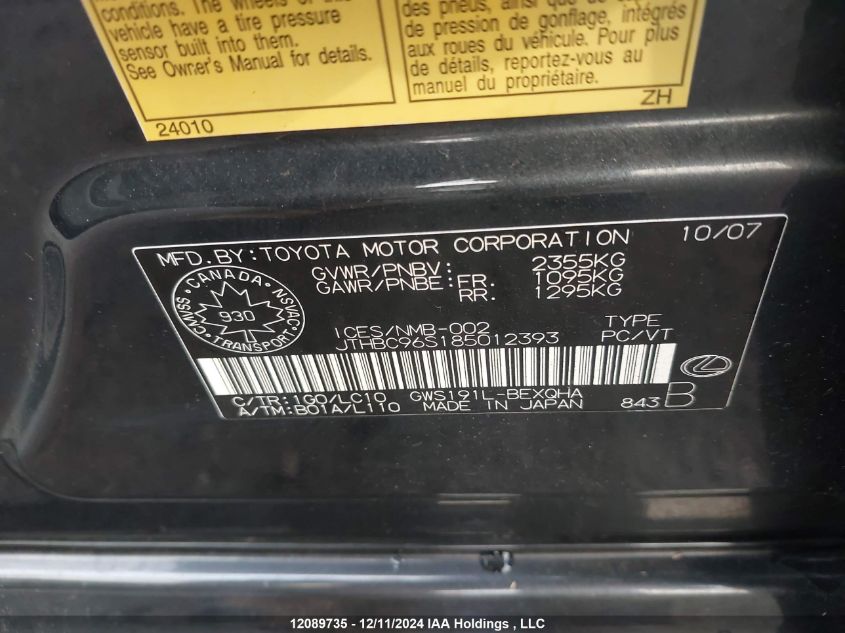 conditions. The wheels of this
vehicle have a tire pressure
sensor built into them.
See Owner's Manual for details.
24010
des pneus, ainsi que de
de pression de gonflage, intégrés
aux roues du véhicule. Pour plus
de détails, reportez-vous au
manuel du propriétaire.
ZH
MFD.BY:TOYOTA MOTOR CORPORATION 10/07
GVWR/PNBV: 2355KG
GAWR/PNBE:FR: 1095KG
RR: 1295KG
CANADA
CMVSS 930 NSVAC
TRANSPORT
ICES/NMB-002 TYPE
JTHBC96S185012393 PC/VT
C/TR:1G0/LC10 GWS191L-BEXQHA
A/TM:B01A/L110 MADE IN JAPAN 843 B
12089735 - 12/11/2024 IAA Holdings , LLC